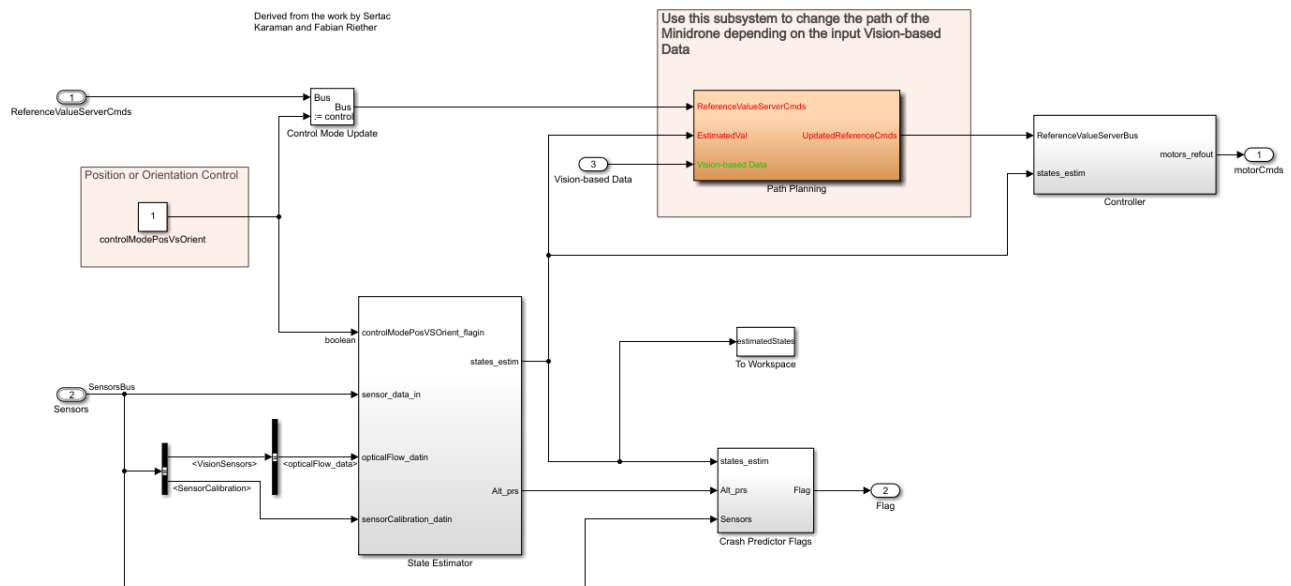 Derived from the work by Sertac
Karaman and Fabian Riether
Use this subsystem to change the path of the
Minidrone depending on the input Vision-based
Data
1
ReferenceValueServerCmds
Bus
Bus
:= control
Control Mode Update
ReferenceValueServerCmds
EstimatedVal
UpdatedReferenceCmds
Vision-based Data
Path Planning
3
Vision-based Data
ReferenceValueServerBus
motors_refout
states_estim
Controller
1
motorCmds
Position or Orientation Control
1
controlModePosVsOrient
controlModePosVSOrient_flagin
boolean
states_estim
sensor_data_in
opticalFlow_datin
Alt_prs
sensorCalibration_datin
State Estimator
estimatedStates
To Workspace
2
Sensors
SensorsBus
<VisionSensors>
<opticalFlow_data>
<SensorCalibration>
states_estim
Alt_prs
Flag
Sensors
Crash Predictor Flags
2
Flag